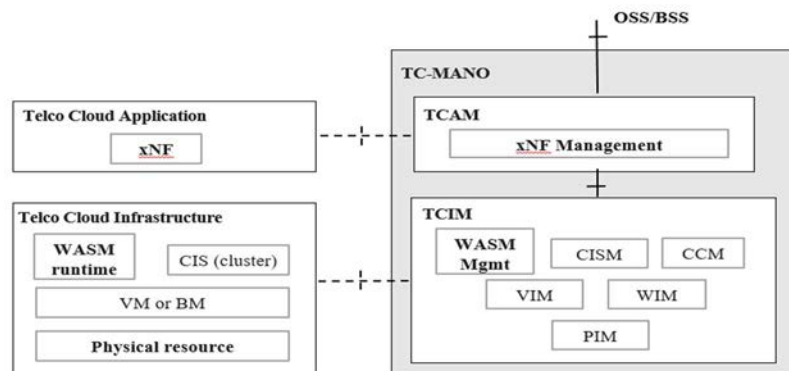 OSS/BSS
TC-MANO
Telco Cloud Application
xNF
TCAM
xNF Management
Telco Cloud Infrastructure
WASM
runtime
CIS (cluster)
VM or BM
Physical resource
TCIM
WASM
Mgmt
CISM
CCM
VIM
WIM
PIM